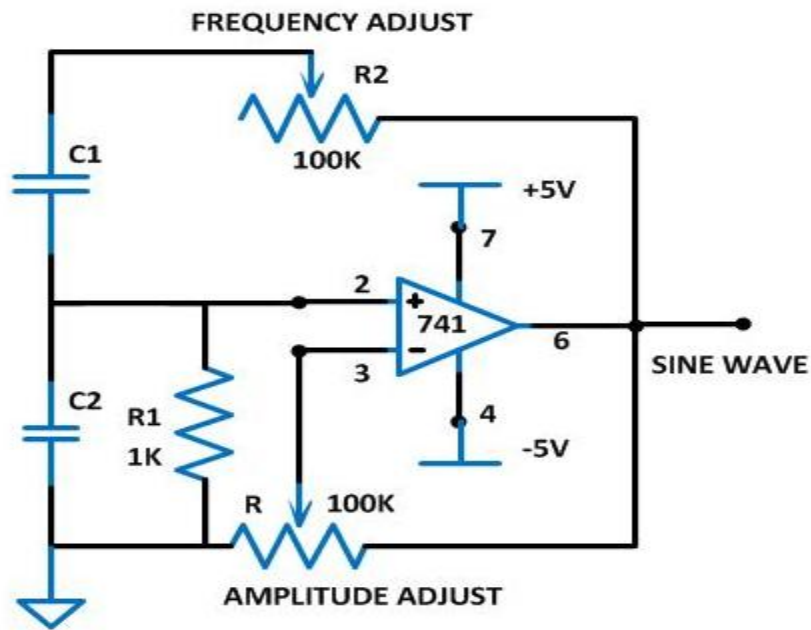 FREQUENCY ADJUST
R2
100K
C1
+5V
7
2
+
741
6
3
-
SINE WAVE
C2
R1
1K
4
-5V
R
100K
AMPLITUDE ADJUST